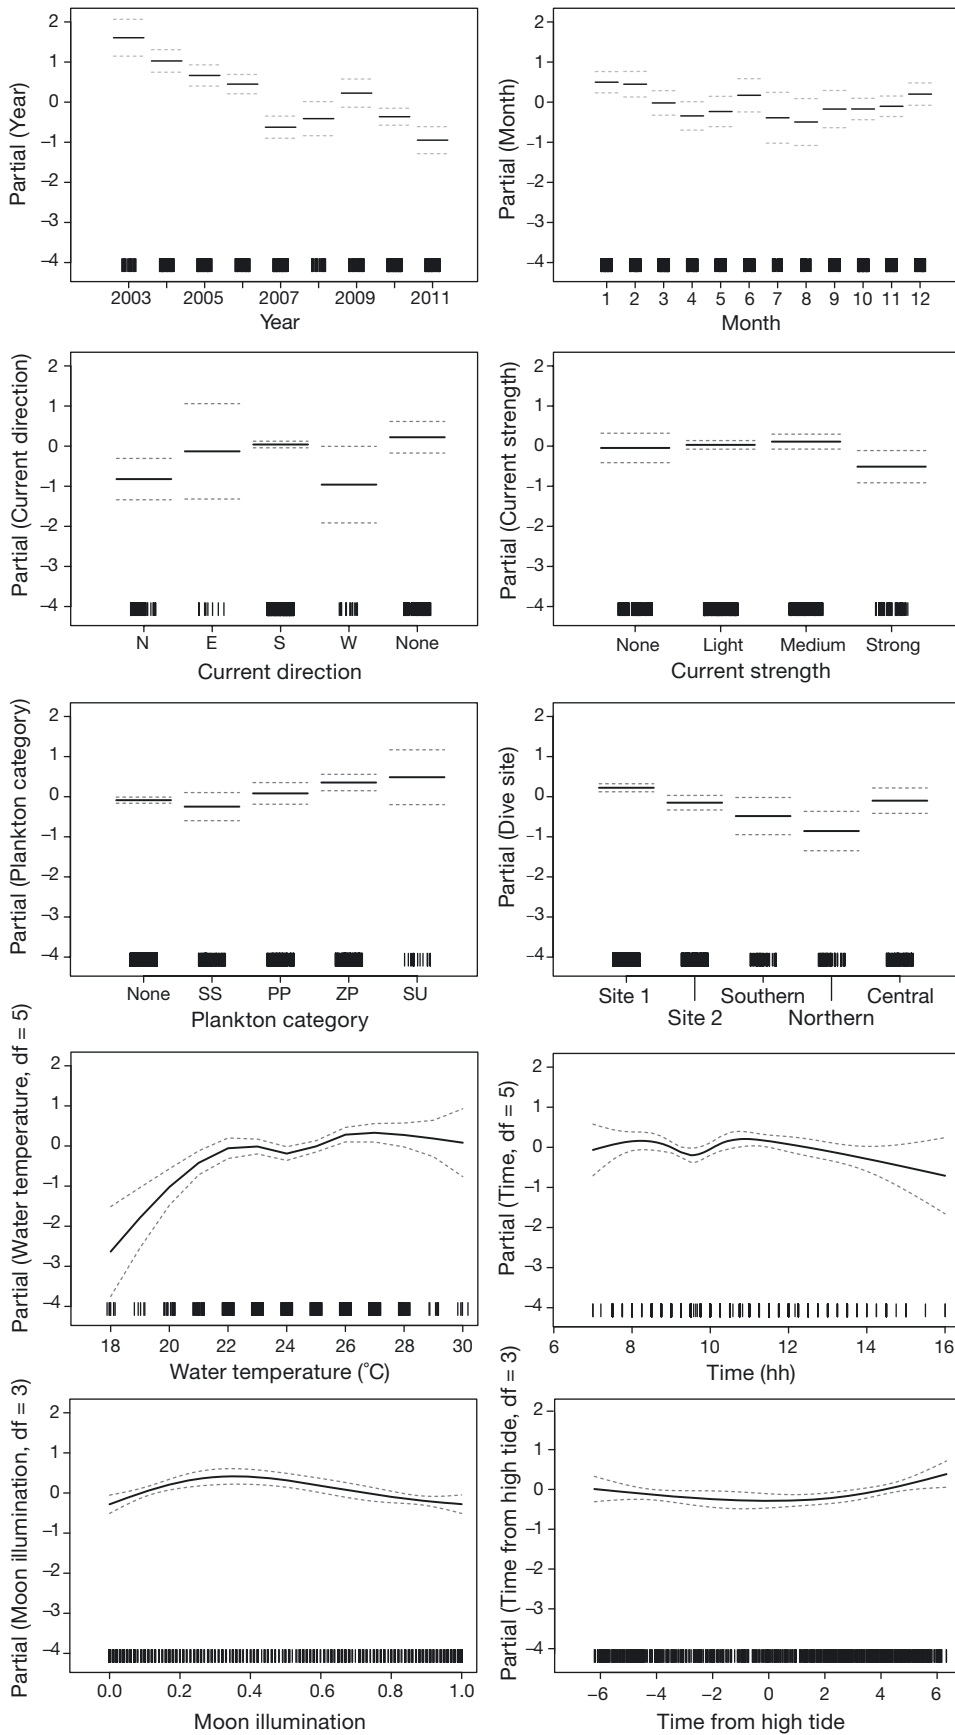 2
1
0
–1
–2
–3
–4
Partial (Year)
2003 2005 2007 2009 2011
Year
2
1
0
–1
–2
–3
–4
Partial (Month)
1 2 3 4 5 6 7 8 9 10 11 12
Month
2
1
0
–1
–2
–3
–4
Partial (Current direction)
N E S W None
Current direction
2
1
0
–1
–2
–3
–4
Partial (Current strength)
None Light Medium Strong
Current strength
2
1
0
–1
–2
–3
–4
Partial (Plankton category)
None SS PP ZP SU
Plankton category
2
1
0
–1
–2
–3
–4
Partial (Dive site)
Site 1 Southern Central
Site 2 Northern
2
1
0
–1
–2
–3
–4
Partial (Water temperature, df = 5)
18 20 22 24 26 28 30
Water temperature (°C)
2
1
0
–1
–2
–3
–4
Partial (Time, df = 5)
6 8 10 12 14 16
Time (hh)
2
1
0
–1
–2
–3
–4
Partial (Moon illumination, df = 3)
0.0 0.2 0.4 0.6 0.8 1.0
Moon illumination
2
1
0
–1
–2
–3
–4
Partial (Time from high tide, df = 3)
–6 –4 –2 0 2 4 6
Time from high tide